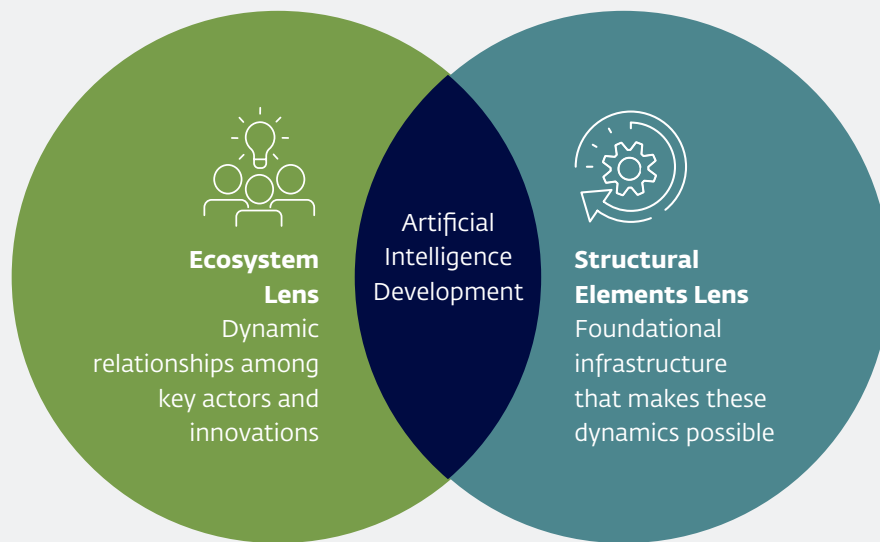 Ecosystem
Lens
Dynamic
relationships among
key actors and
innovations
Artificial
Intelligence
Development
Structural
Elements Lens
Foundational
infrastructure
that makes these
dynamics possible